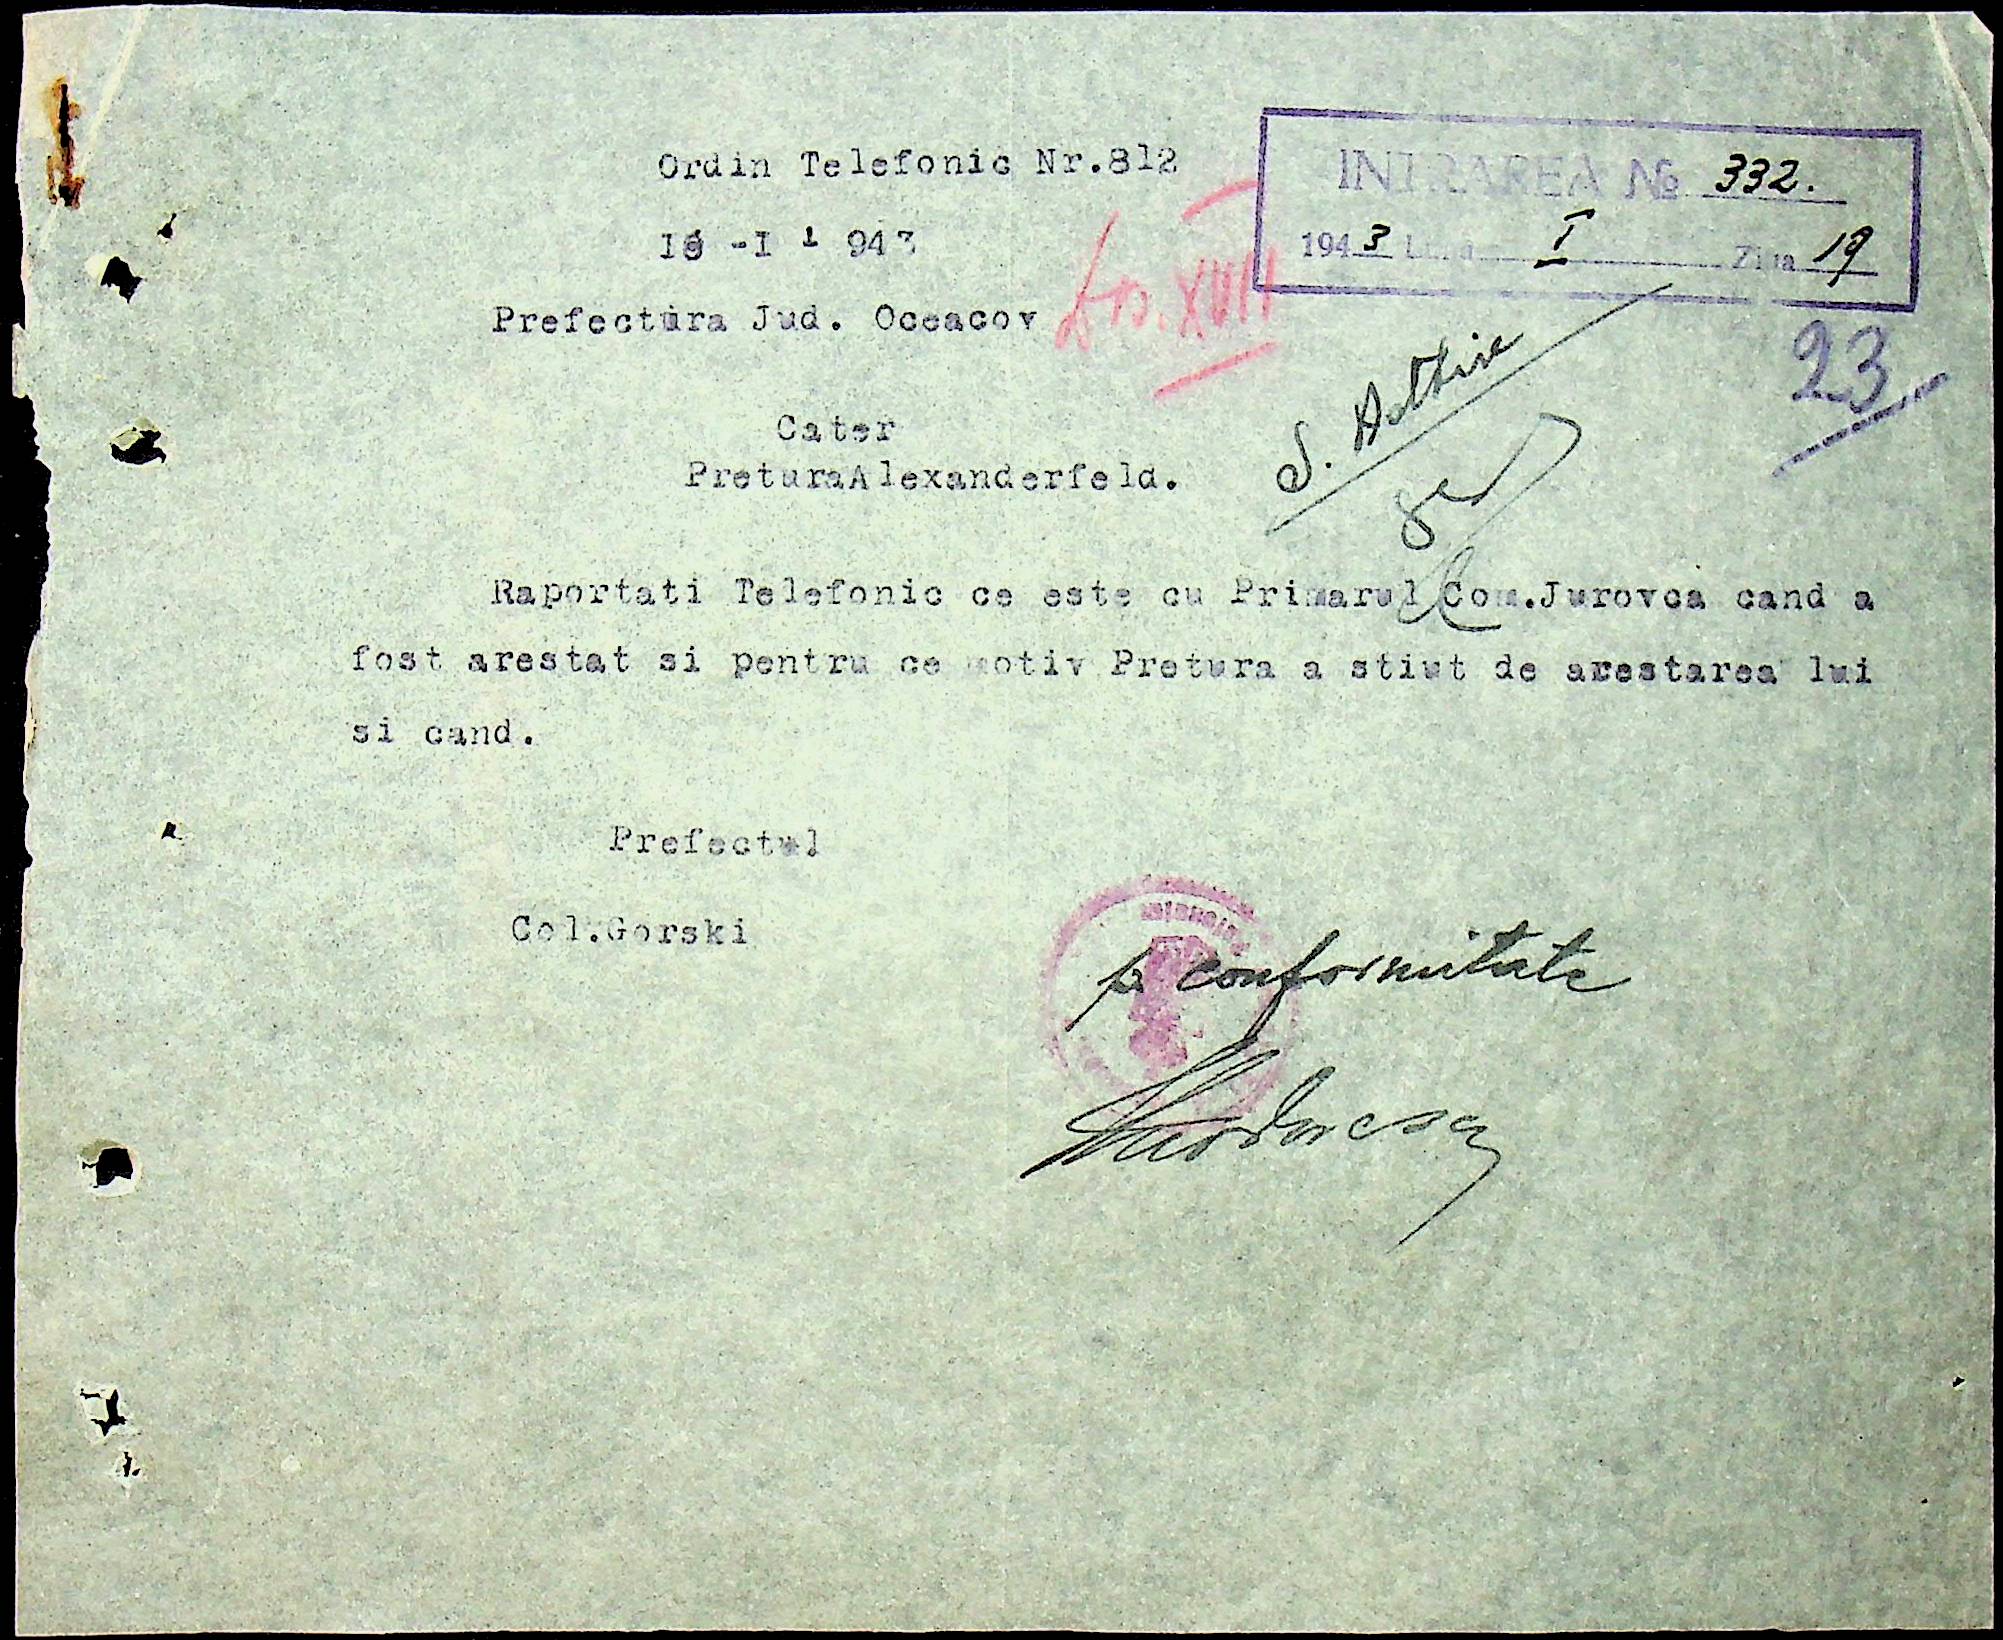 Ordin Telefonic Nr.812
INTRAREA № 332.
18 -I 1 943
1943 Luna I Ziua 19
Prefectura Jud. Oceacov
Dos. XVII
23
Cater
PreturaAlexanderfeld.
Raportati Telefonic ce este cu Primarul Com.Jurovca cand a
fost arestat si pentru ce motiv Pretura a stiut de arestarea lui
si cand.
Prefectul
Col.Gorski
p. conformitate